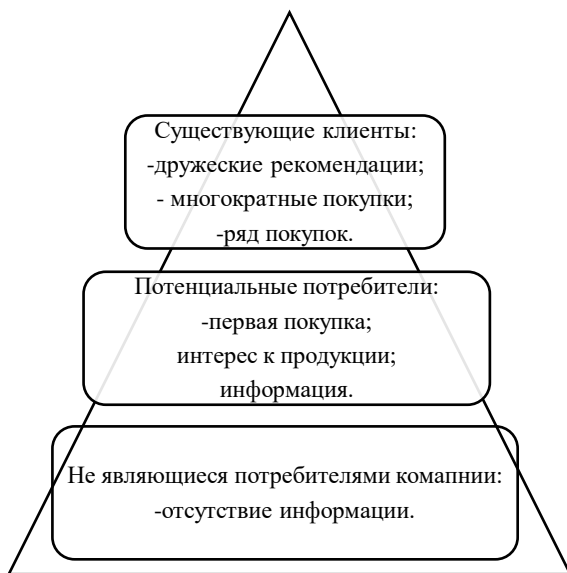 Существующие клиенты:
-дружеские рекомендации;
- многократные покупки;
-ряд покупок.
Потенциальные потребители:
-первая покупка;
интерес к продукции;
информация.
Не являющиеся потребителями комапнии:
-отсутствие информации.